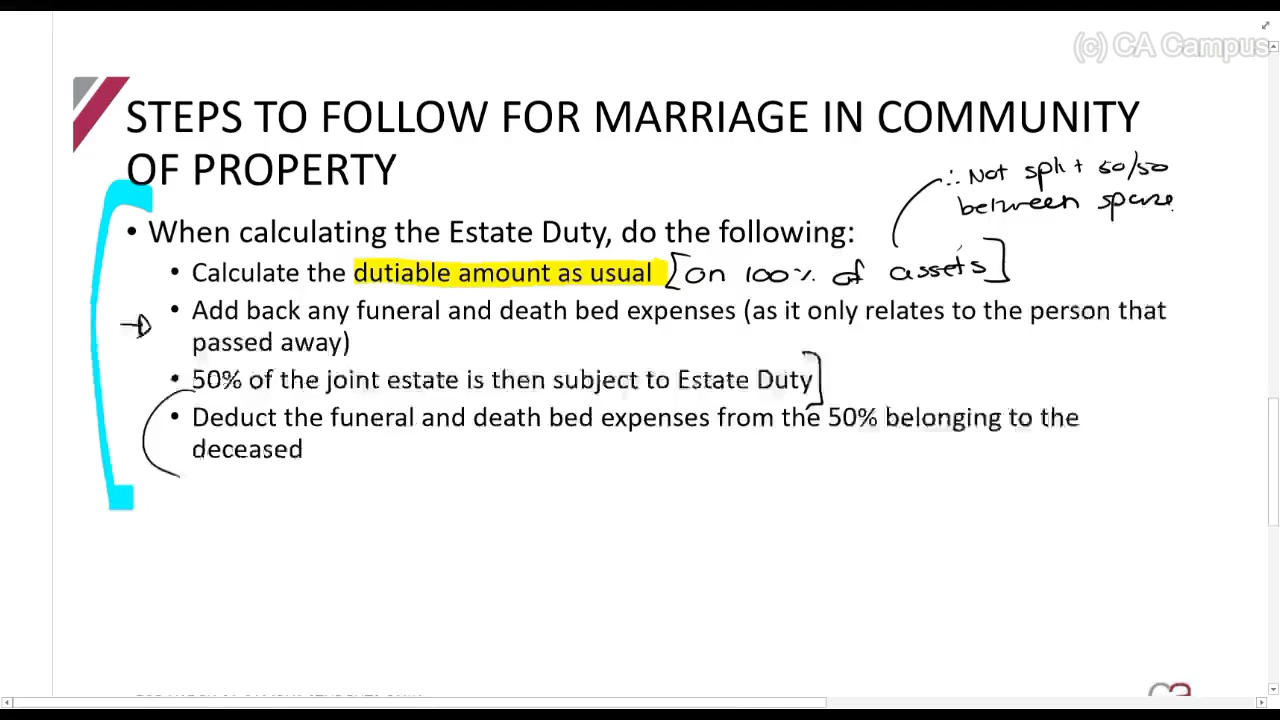 (c) CA Campus
STEPS TO FOLLOW FOR MARRIAGE IN COMMUNITY
OF PROPERTY
∴ Not split 50/50
between
• When calculating the Estate Duty, do the following:
• Calculate the dutiable amount as usual [on 100% of assets]
• Add back any funeral and death bed expenses (as it only relates to the person that
passed away)
• 50% of the joint estate is then subject to Estate Duty]
• Deduct the funeral and death bed expenses from the 50% belonging to the
deceased